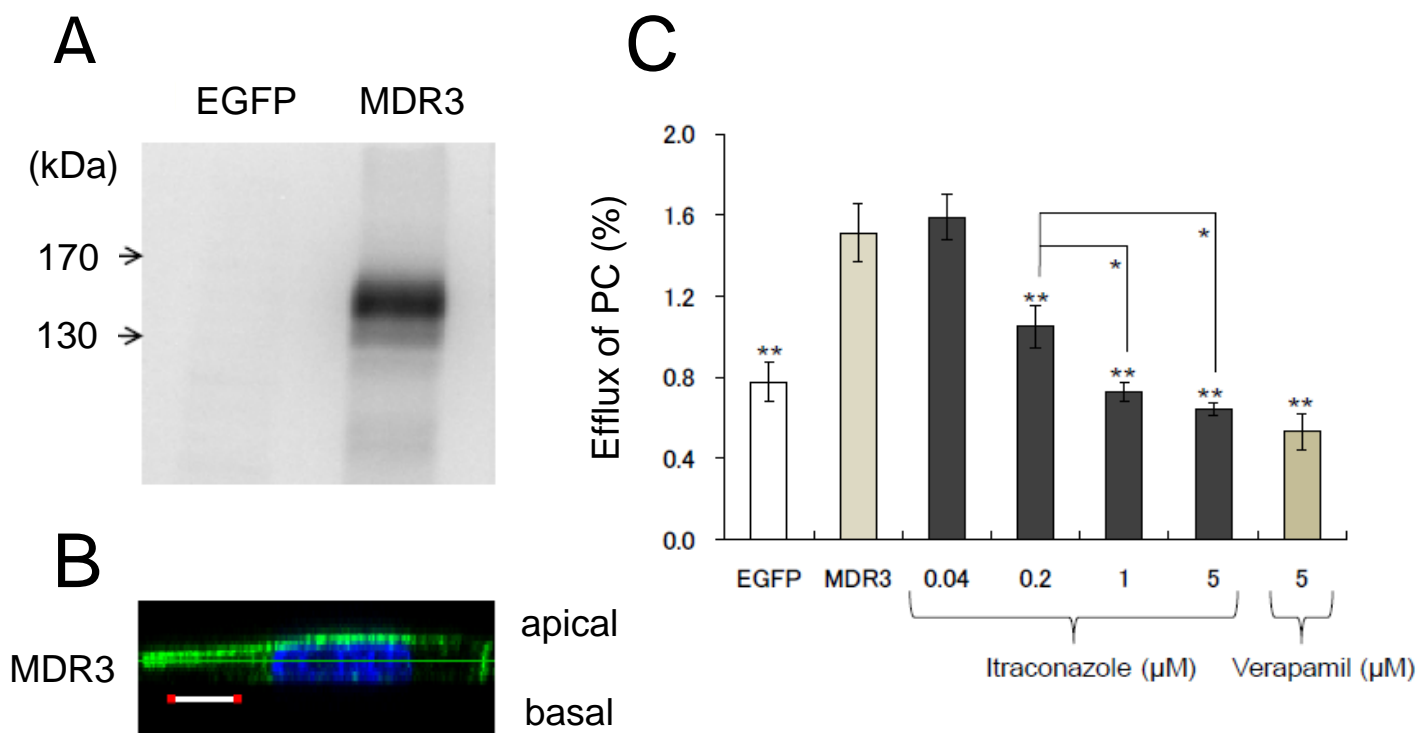 A
EGFP MDR3
(kDa)
170
130
B
MDR3
apical
basal
C
Efflux of PC (%)
2.0
1.6
1.2
0.8
0.4
0.0
**
**
**
**
**
*
*
EGFP MDR3 0.04 0.2 1 5 5
Itraconazole (µM) Verapamil (µM)